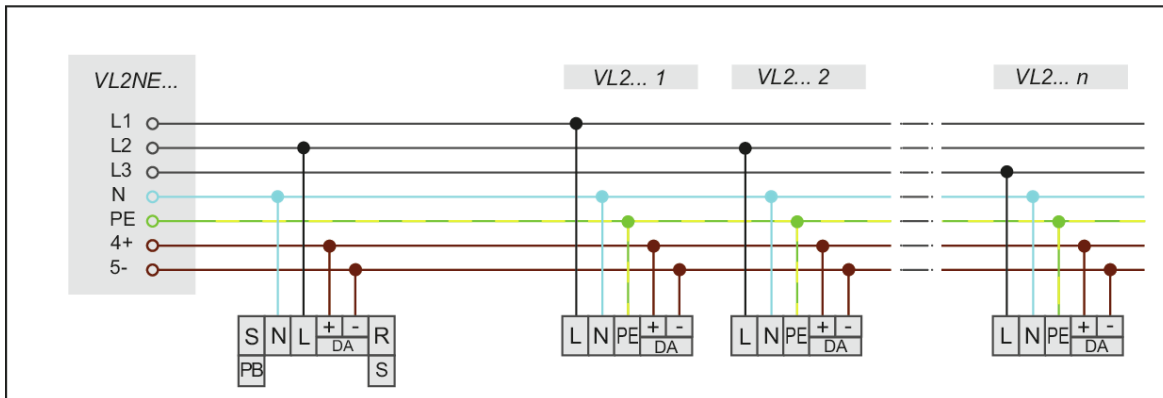 VL2NE...
VL2... 1
VL2... 2
VL2... n
L1
L2
L3
N
PE
4+
5-
S N L + - R
DA
PB S
L N PE + -
DA
L N PE + -
DA
L N PE + -
DA